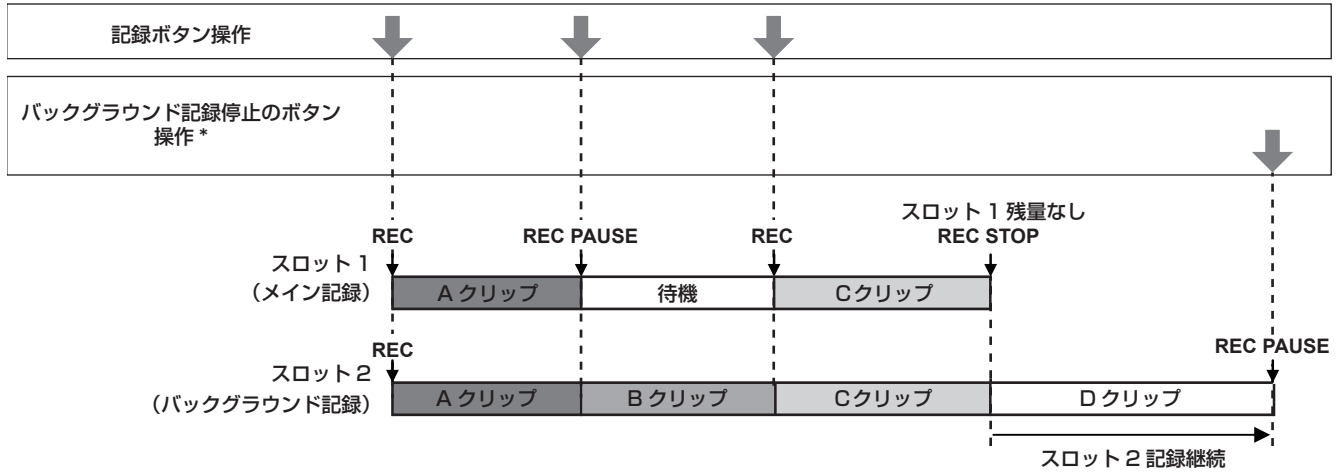 記録ボタン操作
バックグラウンド記録停止のボタン
操作 *
スロット 1 残量なし
REC
REC PAUSE
REC
REC STOP
スロット 1
（メイン記録）
A クリップ
待機
Cクリップ
REC
REC PAUSE
スロット 2
（バックグラウンド記録）
A クリップ
B クリップ
Cクリップ
D クリップ
スロット 2 記録継続